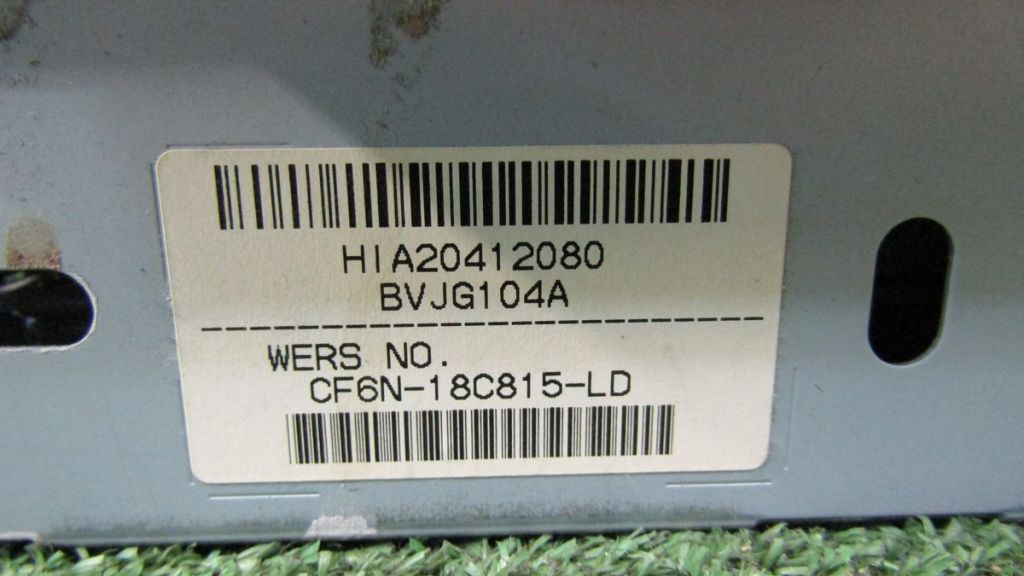 HIA20412080
BVJG104A
WERS NO.
CF6N-18C815-LD